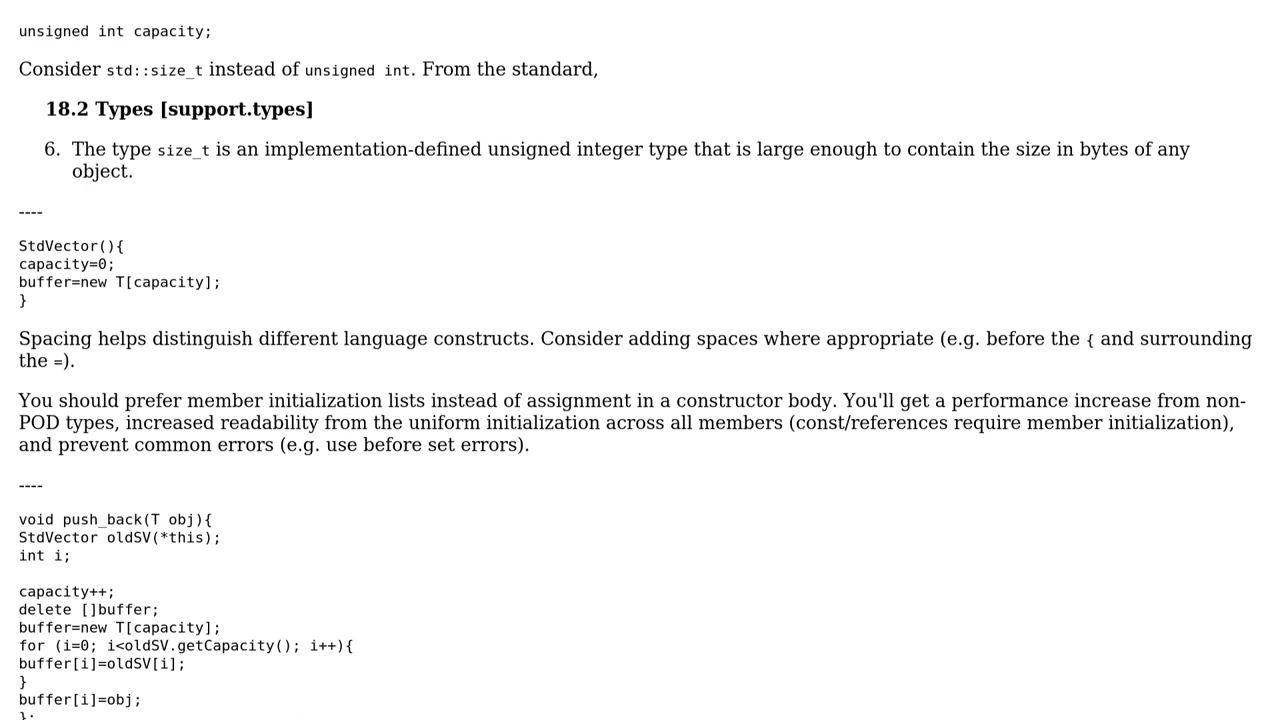 unsigned int capacity;
Consider std::size_t instead of unsigned int. From the standard,
18.2 Types [support.types]
6. The type size_t is an implementation-defined unsigned integer type that is large enough to contain the size in bytes of any
object.
----
StdVector(){
capacity=0;
buffer=new T[capacity];
}
Spacing helps distinguish different language constructs. Consider adding spaces where appropriate (e.g. before the { and surrounding
the =).
You should prefer member initialization lists instead of assignment in a constructor body. You'll get a performance increase from non-
POD types, increased readability from the uniform initialization across all members (const/references require member initialization),
and prevent common errors (e.g. use before set errors).
----
void push_back(T obj){
StdVector oldSV(*this);
int i;
capacity++;
delete []buffer;
buffer=new T[capacity];
for (i=0; i<oldSV.getCapacity(); i++){
buffer[i]=oldSV[i];
}
buffer[i]=obj;
};